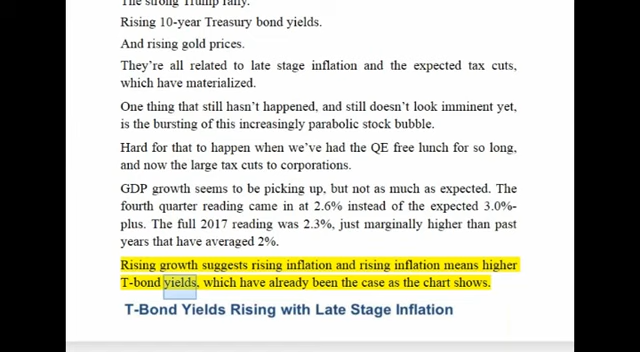 The strong Trump rally.
Rising 10-year Treasury bond yields.
And rising gold prices.
They're all related to late stage inflation and the expected tax cuts,
which have materialized.
One thing that still hasn't happened, and still doesn't look imminent yet,
is the bursting of this increasingly parabolic stock bubble.
Hard for that to happen when we've had the QE free lunch for so long,
and now the large tax cuts to corporations.
GDP growth seems to be picking up, but not as much as expected. The
fourth quarter reading came in at 2.6% instead of the expected 3.0%-
plus. The full 2017 reading was 2.3%, just marginally higher than past
years that have averaged 2%.
Rising growth suggests rising inflation and rising inflation means higher
T-bond yields, which have already been the case as the chart shows.
T-Bond Yields Rising with Late Stage Inflation